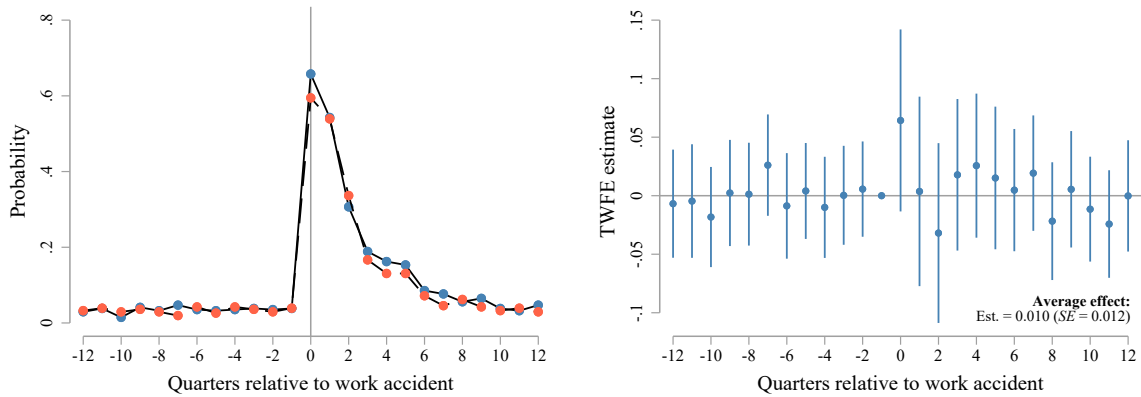 Probability
.8
.6
.4
.2
0
-12 -10 -8 -6 -4 -2 0 2 4 6 8 10 12
Quarters relative to work accident
TWFE estimate
.15
.1
.05
0
-.05
-.1
Average effect:
Est. = 0.010 (SE = 0.012)
-12 -10 -8 -6 -4 -2 0 2 4 6 8 10 12
Quarters relative to work accident